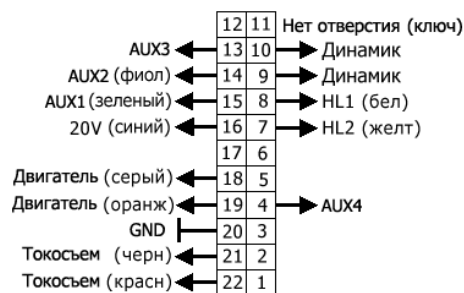 12 11 Нет отверстия (ключ)
AUX3 13 10 Динамик
AUX2 (фиол) 14 9 Динамик
AUX1 (зеленый) 15 8 HL1 (бел)
20V (синий) 16 7 HL2 (желт)
17 6
Двигатель (серый) 18 5
Двигатель (оранж) 19 4 AUX4
GND 20 3
Токосъем (черн) 21 2
Токосъем (красн) 22 1